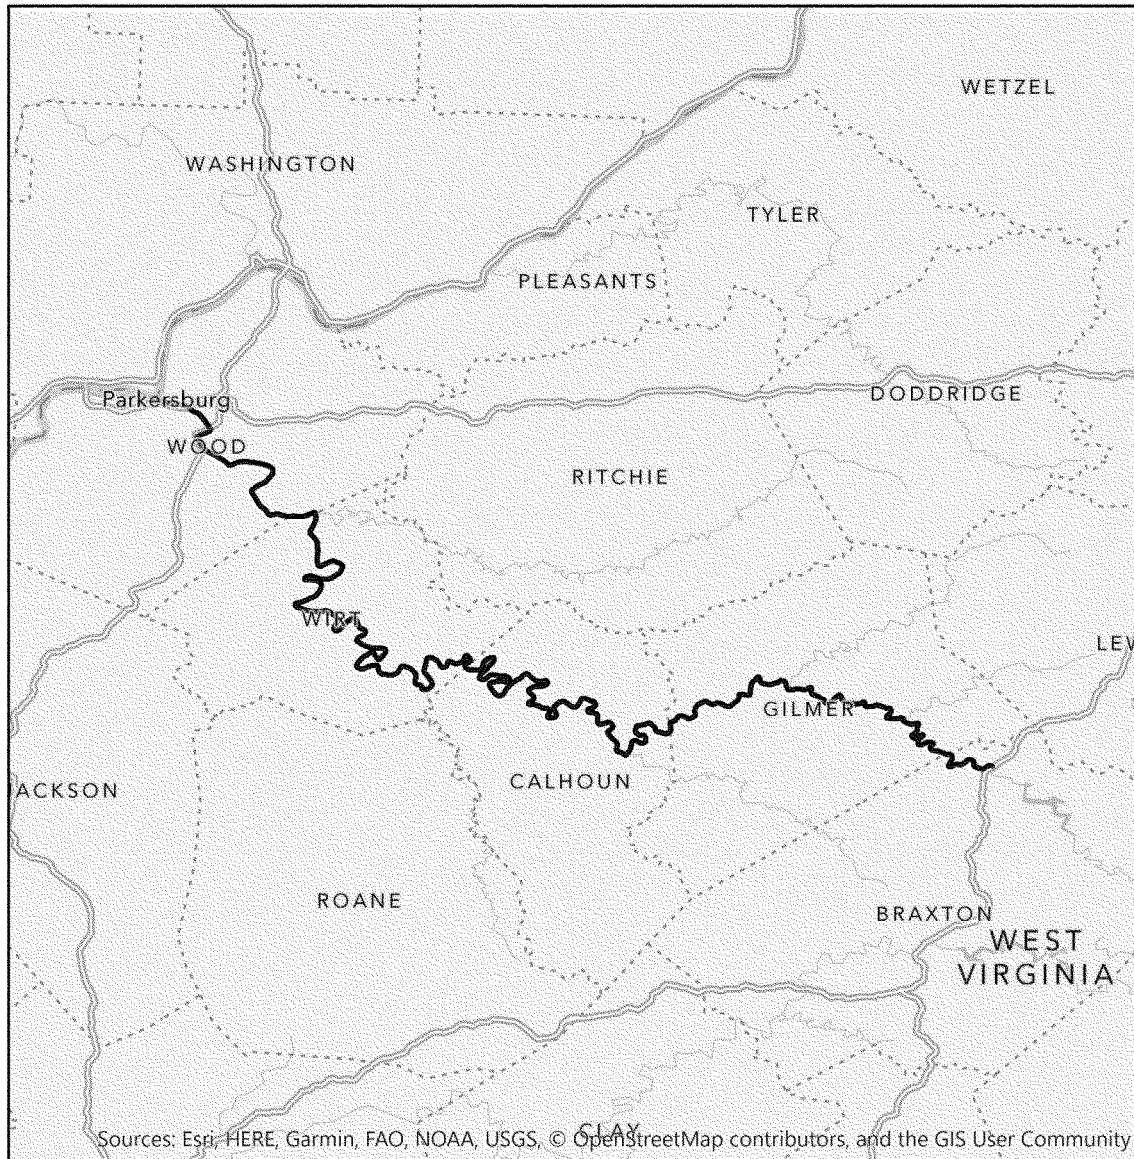 WETZEL
WASHINGTON
TYLER
PLEASANTS
DODDRIDGE
Parkersburg
WOOD
RITCHIE
WIRT
LEW
GILMER
CALHOUN
JACKSON
ROANE
BRAXTON
WEST
VIRGINIA
CLAY
Sources: Esri, HERE, Garmin, FAO, NOAA, USGS, © OpenStreetMap contributors, and the GIS User Community